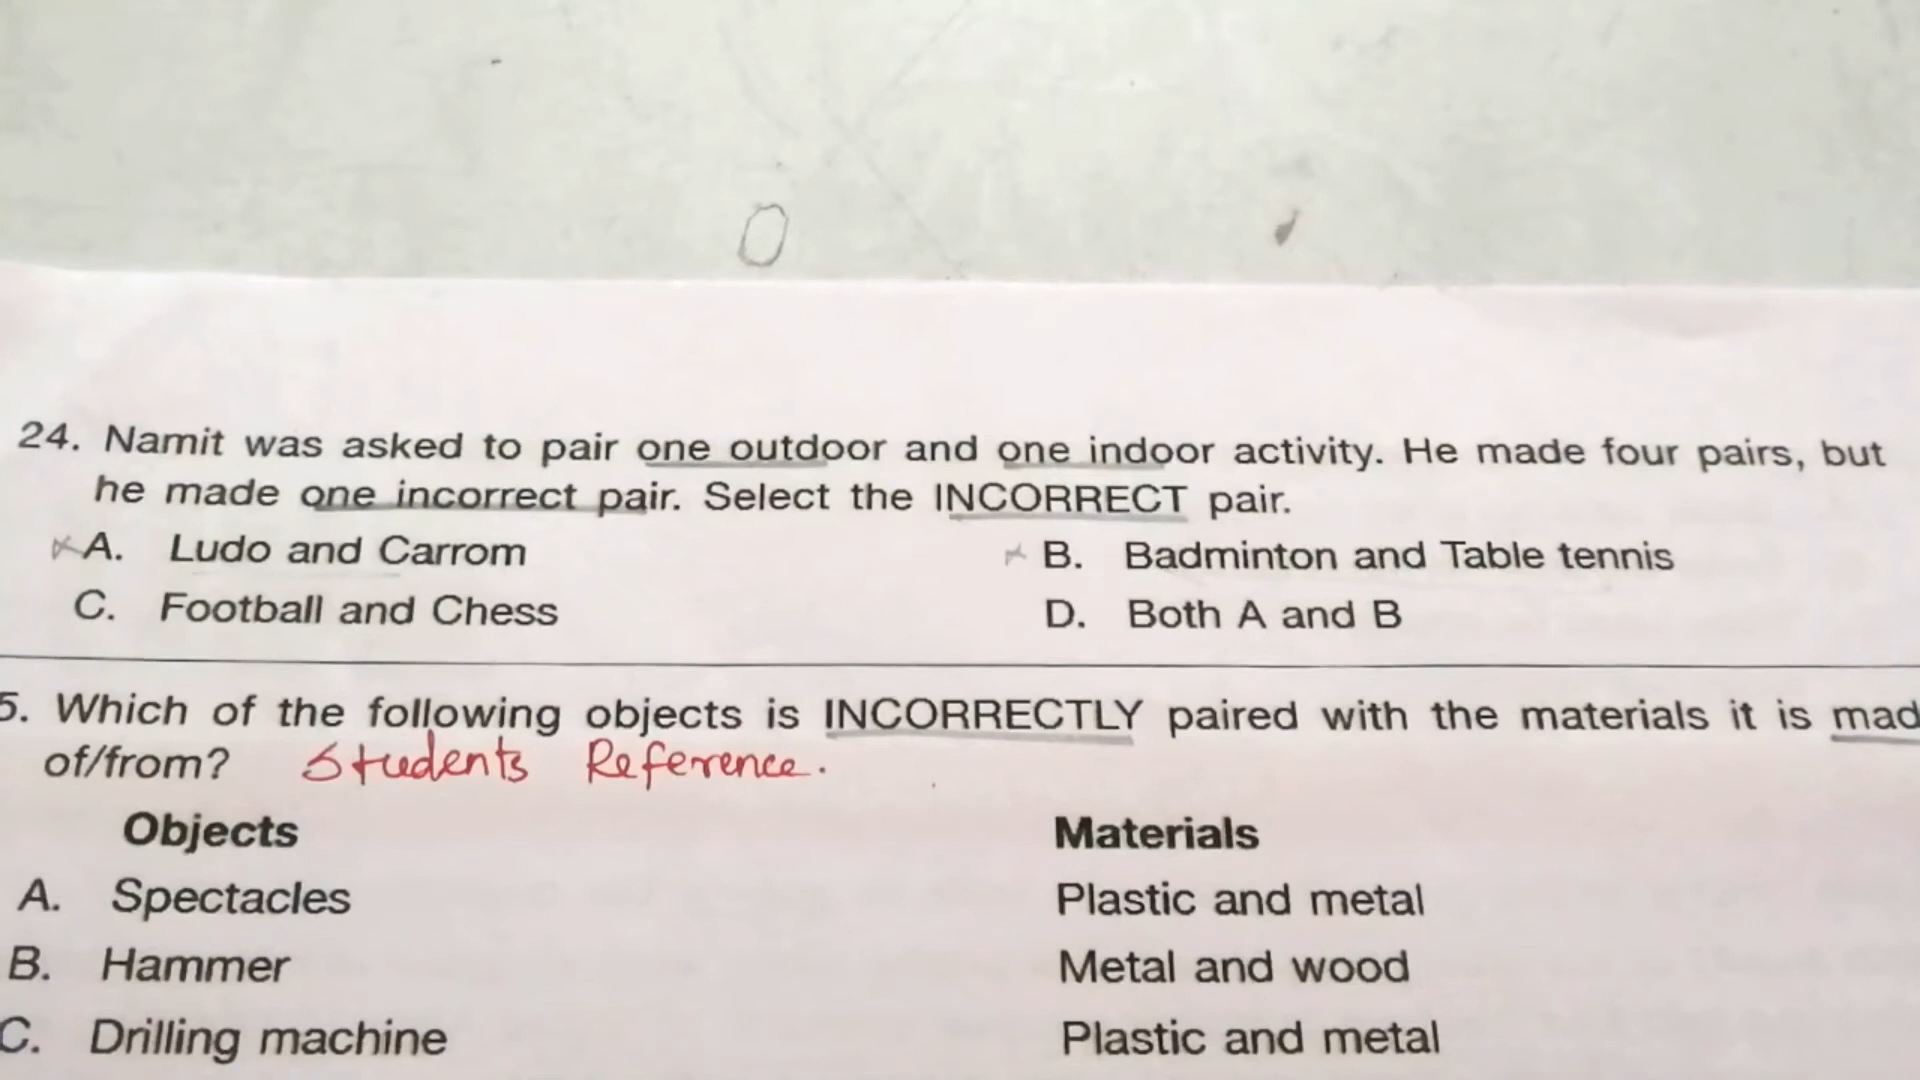 24. Namit was asked to pair one outdoor and one indoor activity. He made four pairs, but
he made one incorrect pair. Select the INCORRECT pair.
A. Ludo and Carrom B. Badminton and Table tennis
C. Football and Chess D. Both A and B
5. Which of the following objects is INCORRECTLY paired with the materials it is mad
of/from? Students Reference.
Objects Materials
A. Spectacles Plastic and metal
B. Hammer Metal and wood
C. Drilling machine Plastic and metal